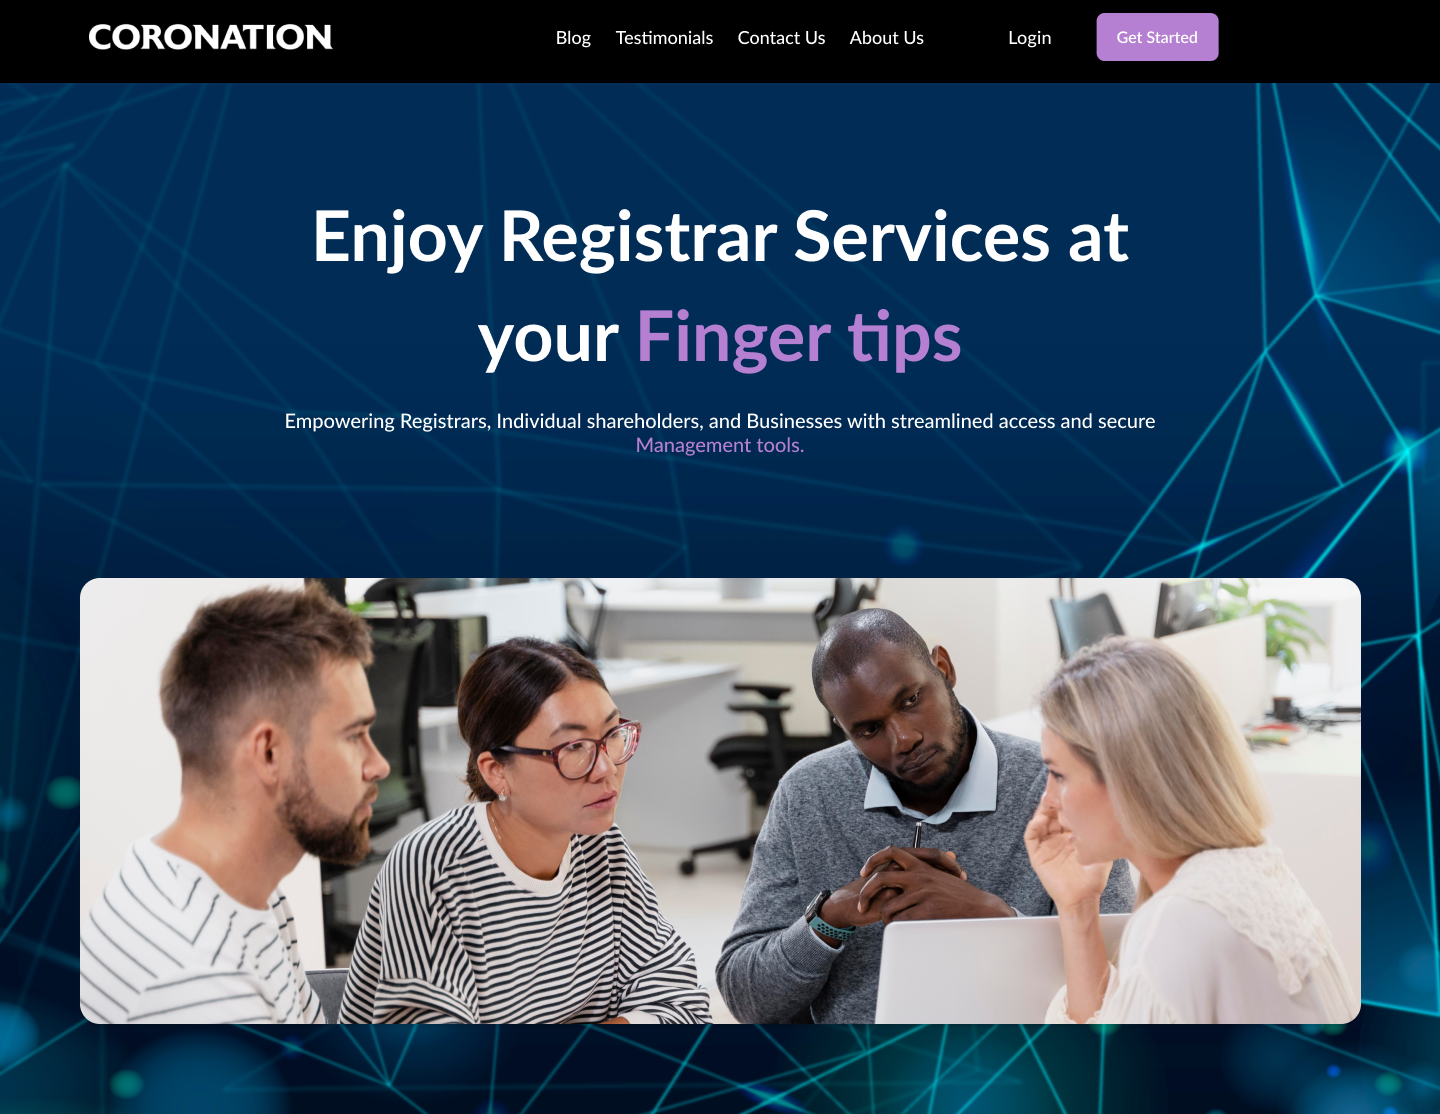 CORONATION
Blog Testimonials Contact Us About Us Login Get Started
Enjoy Registrar Services at
your Finger tips
Empowering Registrars, Individual shareholders, and Businesses with streamlined access and secure
Management tools.